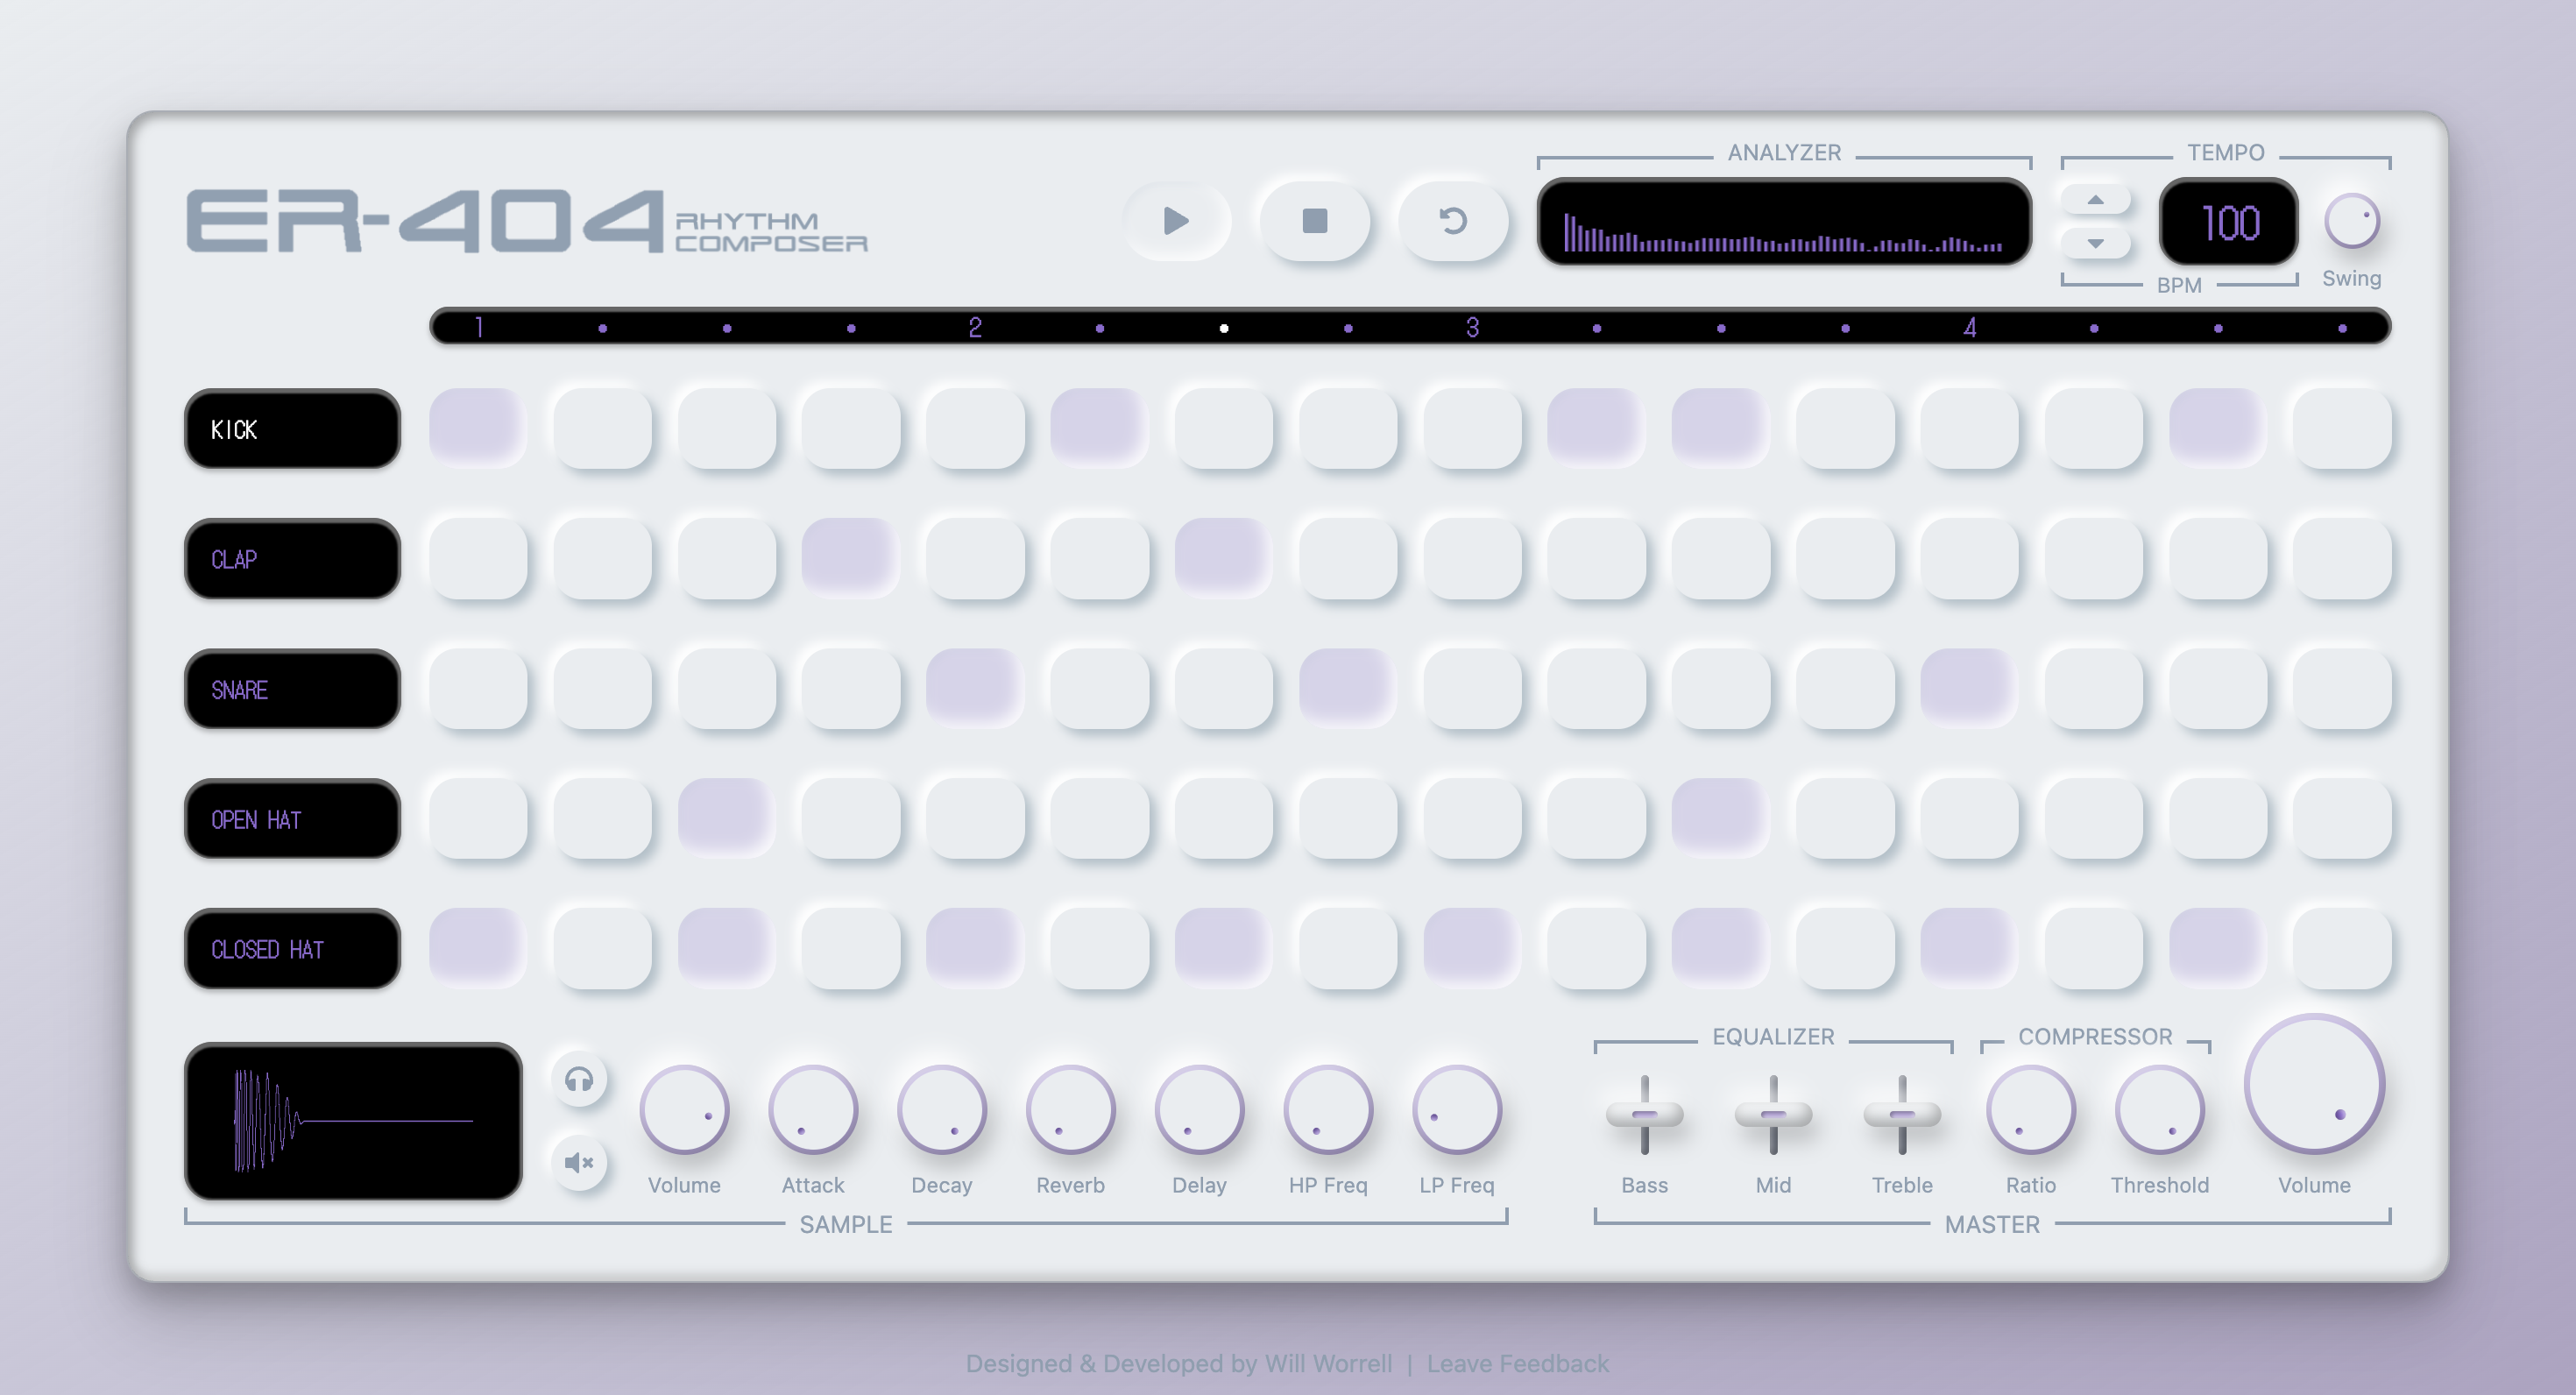 ANALYZER
TEMPO
ER-404 RHYTHM
COMPOSER
100
BPM
Swing
1 2 3 4
KICK
CLAP
SNARE
OPEN HAT
CLOSED HAT
EQUALIZER COMPRESSOR
Volume Attack Decay Reverb Delay HP Freq LP Freq Bass Mid Treble Ratio Threshold Volume
SAMPLE MASTER
Designed & Developed by Will Worrell | Leave Feedback